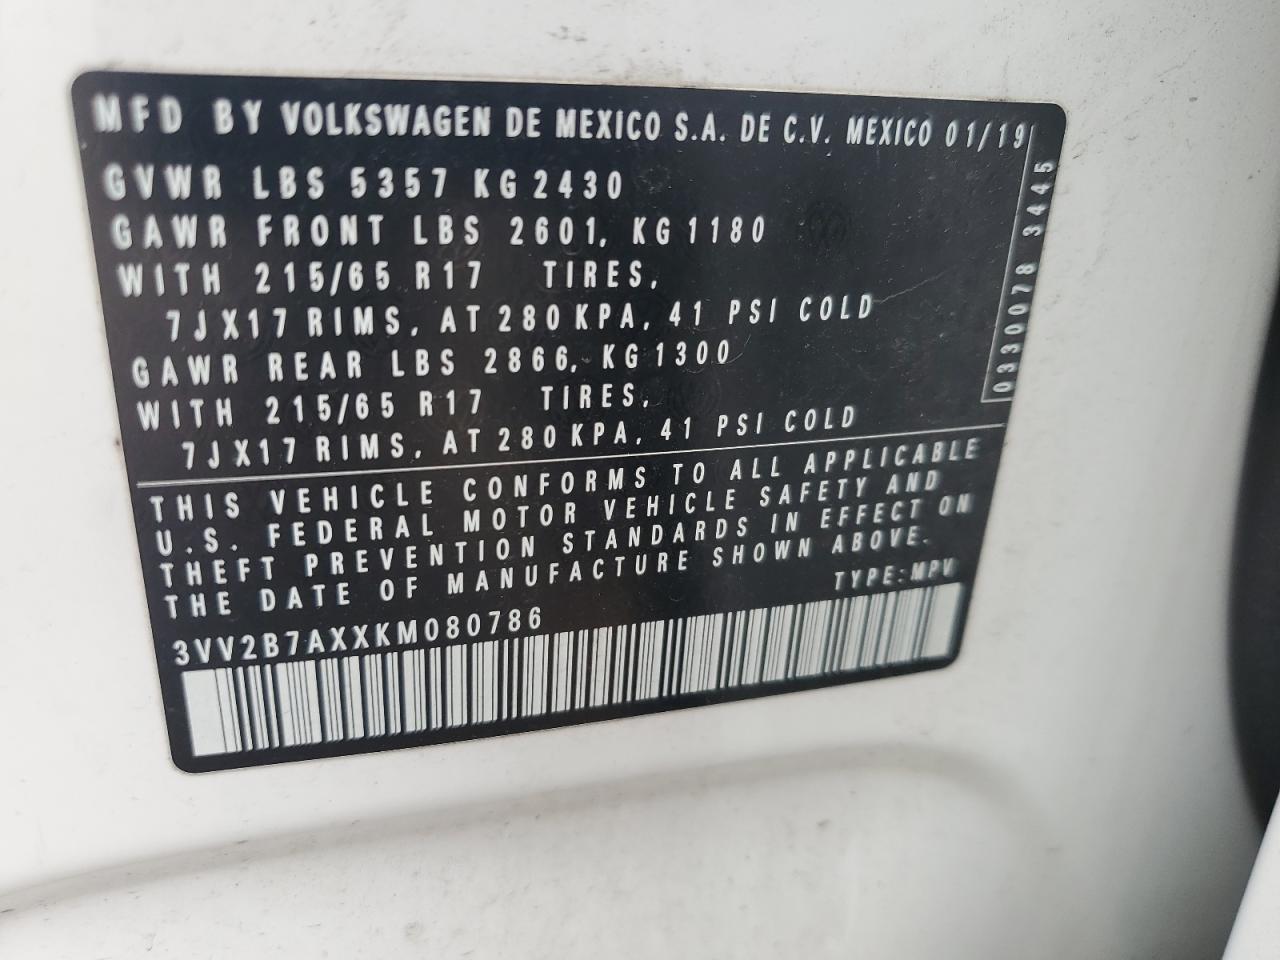 MFD BY VOLKSWAGEN DE MEXICO S.A. DE C.V. MEXICO 01/19
GVWR LBS 5357 KG 2430
GAWR FRONT LBS 2601, KG 1180
WITH 215/65 R17 TIRES,
7JX17 RIMS, AT 280 KPA, 41 PSI COLD
GAWR REAR LBS 2866, KG 1300
WITH 215/65 R17 TIRES,
7JX17 RIMS, AT 280 KPA, 41 PSI COLD
0330078 3445
THIS VEHICLE CONFORMS TO ALL APPLICABLE
U.S. FEDERAL MOTOR VEHICLE SAFETY AND
THEFT PREVENTION STANDARDS IN EFFECT ON
THE DATE OF MANUFACTURE SHOWN ABOVE.
TYPE:MPV
3VV2B7AXXKM080786